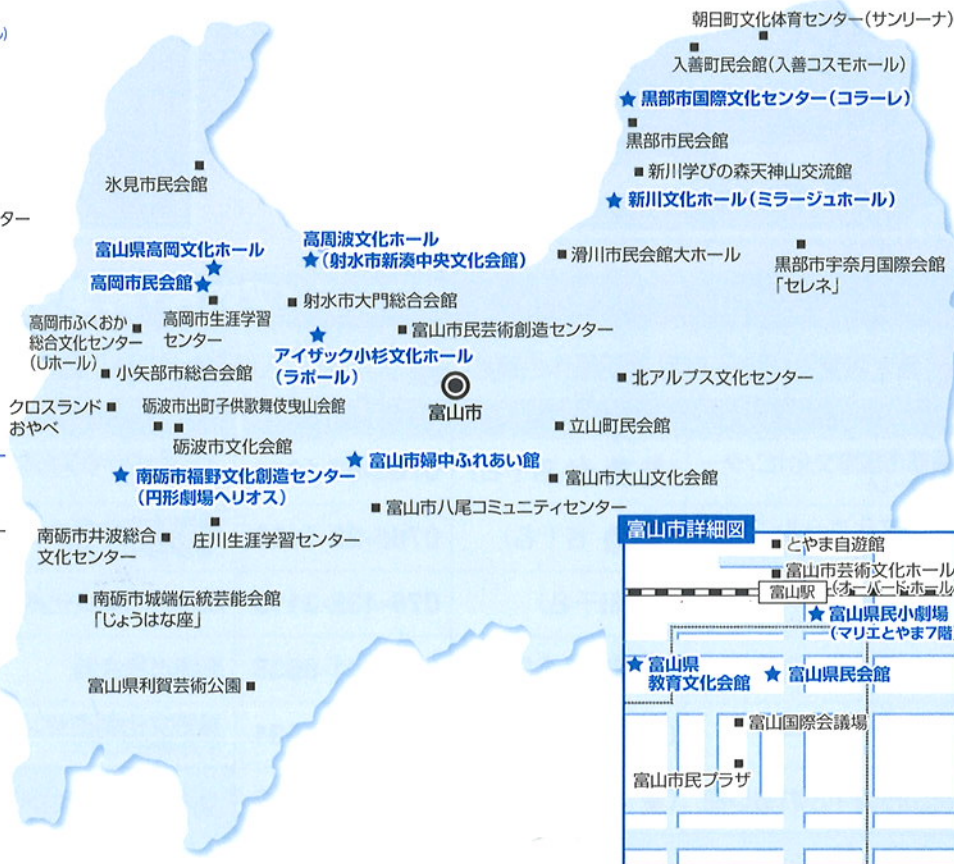 ル)
朝日町文化体育センター(サンリーナ)
入善町民会館(入善コスモホール)
黒部市国際文化センター(コラーレ)
黒部市民会館
新川学びの森天神山交流館
新川文化ホール(ミラージュホール)
氷見市民会館
ター
富山県高岡文化ホール
高岡市民会館
高周波文化ホール
(射水市新湊中央文化会館)
滑川市民会館大ホール
黒部市宇奈月国際会館
「セレネ」
高岡市ふくおか
総合文化センター
(Uホール)
高岡市生涯学習
センター
射水市大門総合会館
富山市民芸術創造センター
アイザック小杉文化ホール
(ラポール)
小矢部市総合会館
富山市
北アルプス文化センター
クロスランド
おやべ
砺波市出町子供歌舞伎曳山会館
砺波市文化会館
立山町民会館
南砺市福野文化創造センター
(円形劇場ヘリオス)
富山市婦中ふれあい館
富山市大山文化会館
富山市八尾コミュニティセンター
南砺市井波総合
文化センター
庄川生涯学習センター
南砺市城端伝統芸能会館
「じょうはな座」
富山県利賀芸術公園
富山市詳細図
とやま自遊館
富山市芸術文化ホール
(オーバードホール
富山駅
富山県民小劇場
(マリエとやま7階
富山県
教育文化会館
富山県民会館
富山国際会議場
富山市民プラザ